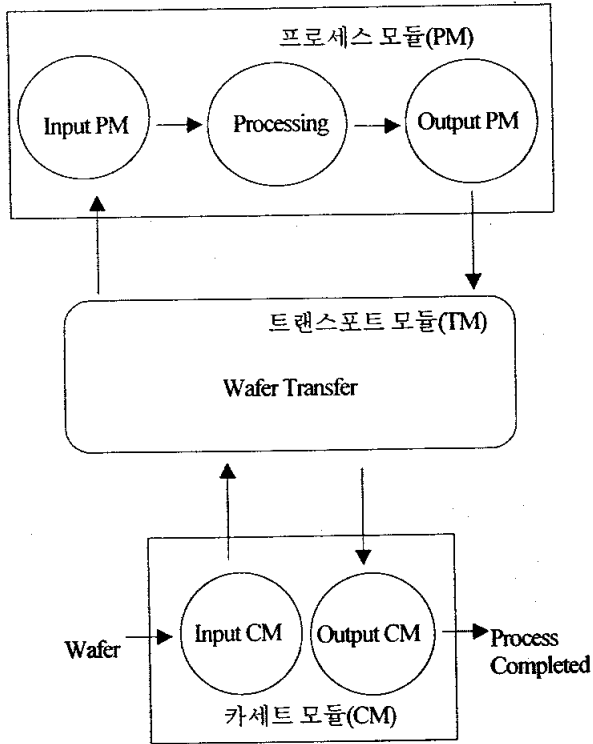 프로세스 모듈(PM)
Input PM
Processing
Output PM
트랜스포트 모듈(TM)
Wafer Transfer
Wafer
Input CM
Output CM
Process
Completed
카세트 모듈(CM)